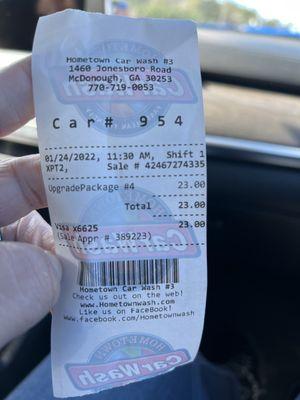 Hometown Car Wash #3
1460 Jonesboro Road
McDonough, GA 30253
770-719-0053
Car# 954
01/24/2022, 11:30 AM, Shift 1
XPT2, Sale # 42467274335
UpgradePackage #4 23.00
Total 23.00
Visa x6625 23.00
(Sale Appr # 389223)
Hometown Car Wash #3
Check us out on the web!
www.Hometownwash.com
Like us on FaceBook!
www.facebook.com/Hometownwash
HOMETOWN
Car Wash